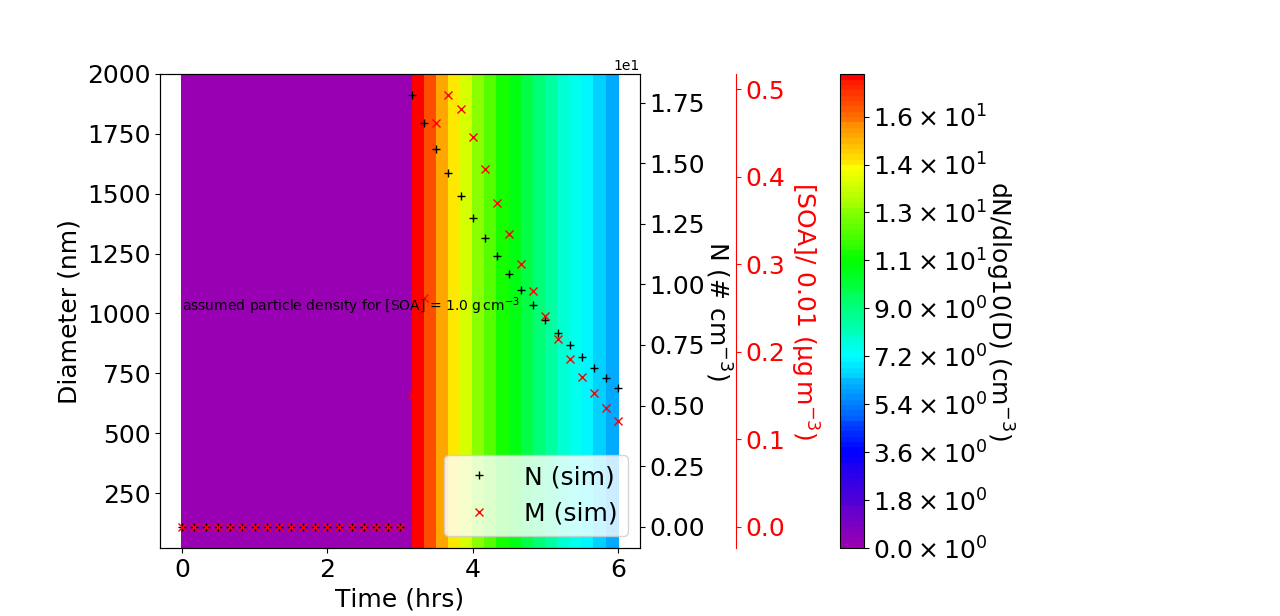 1e1
2000
1750
1500
1250
1000
750
500
250
Diameter (nm)
assumed particle density for [SOA] = 1.0 g cm⁻³
N (sim)
M (sim)
0 2 4 6
Time (hrs)
1.75
1.50
1.25
1.00
0.75
0.50
0.25
0.00
N (# cm⁻³)
0.5
0.4
0.3
0.2
0.1
0.0
[SOA]/ 0.01 (µg m⁻³)
1.6 × 10¹
1.4 × 10¹
1.3 × 10¹
1.1 × 10¹
9.0 × 10⁰
7.2 × 10⁰
5.4 × 10⁰
3.6 × 10⁰
1.8 × 10⁰
0.0 × 10⁰
dN/dlog10(D) (cm⁻³)